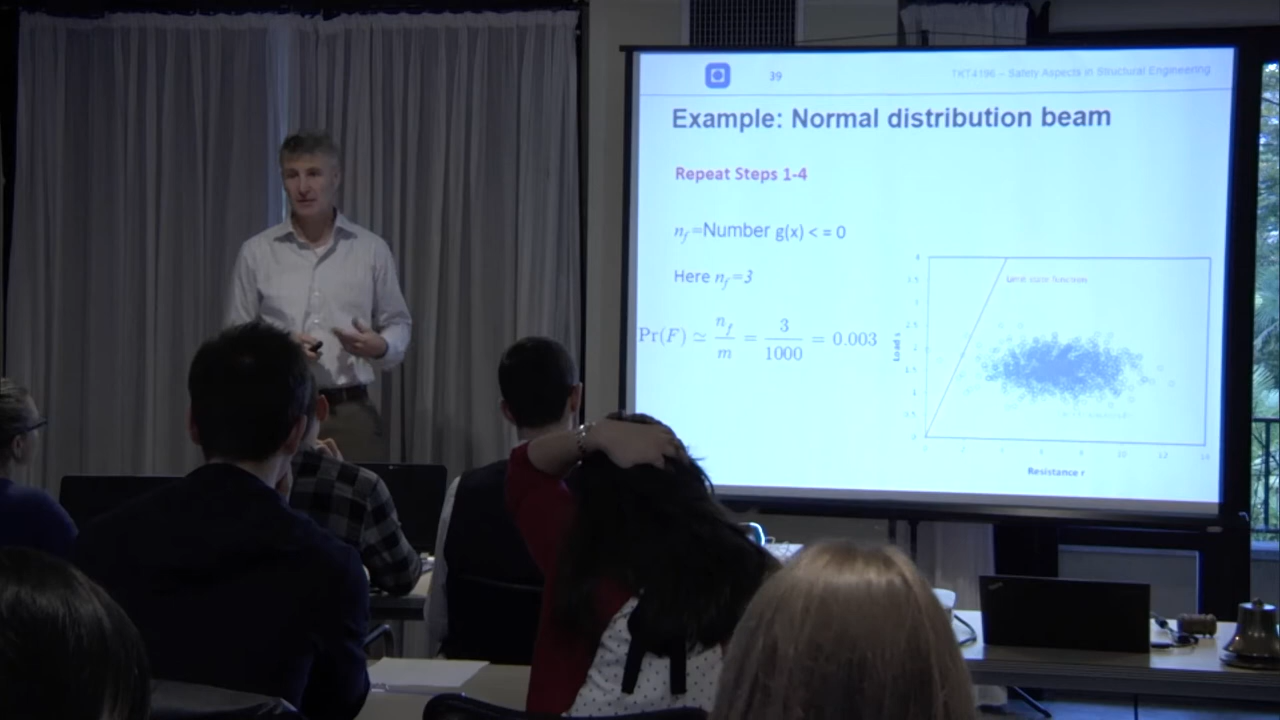 39
TKT4196 – Safety Aspects in Structural Engineering
Example: Normal distribution beam
Repeat Steps 1-4
n_f =Number g(x) < = 0
Here n_f =3
Pr(F) ≃ n_f / m = 3 / 1000 = 0.003
Limit state function
Load s
Resistance r